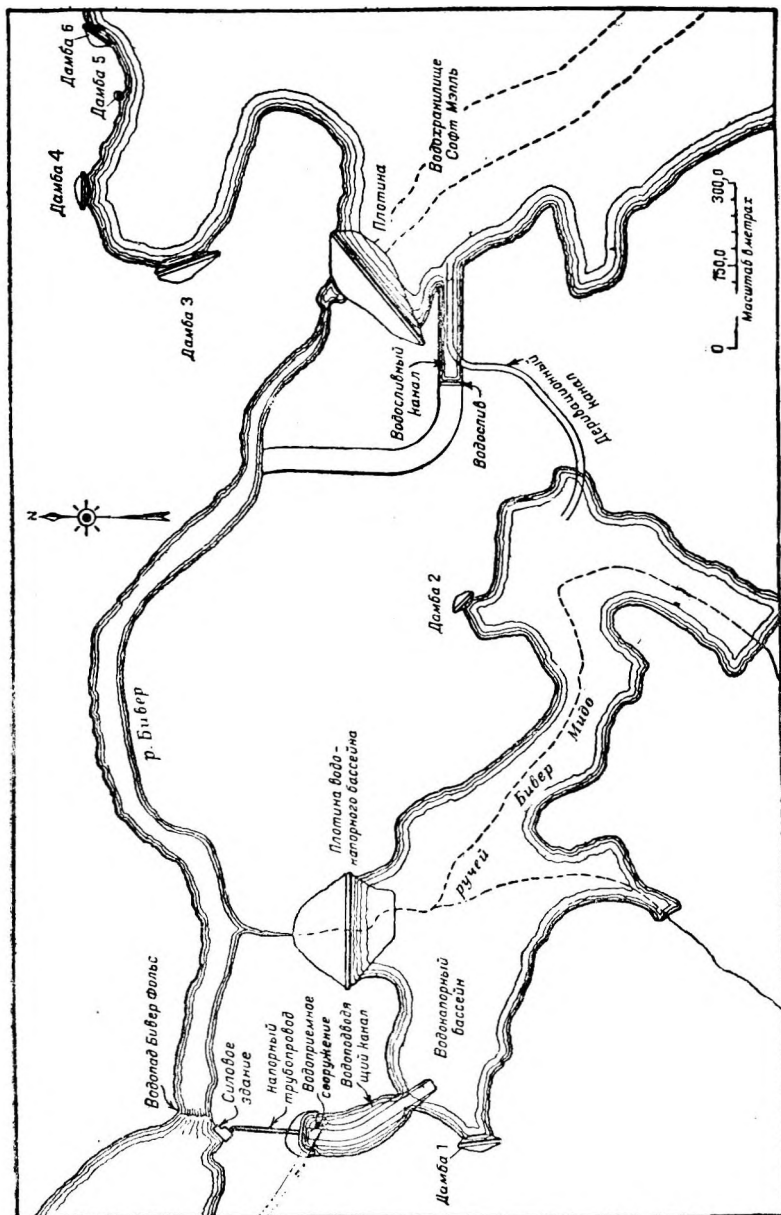 Водопад Бивер Фольс
Силовое
здание
напорный
трубопровод
Водоприемное
сооружение
Водоподводя
щий канал
Дамба 1
Водонапорный
бассейн
Плотина водо-
напорного бассейна
ручей Бивер Мидо
р. Бивер
N
Дамба 2
Водосливный
канал
Водослив
Деривационный
канал
Плотина
Водохранилище
Софт Мэпль
Дамба 3
Дамба 4
Дамба 5
Дамба 6
0 150,0 300,0
Масштаб в метрах